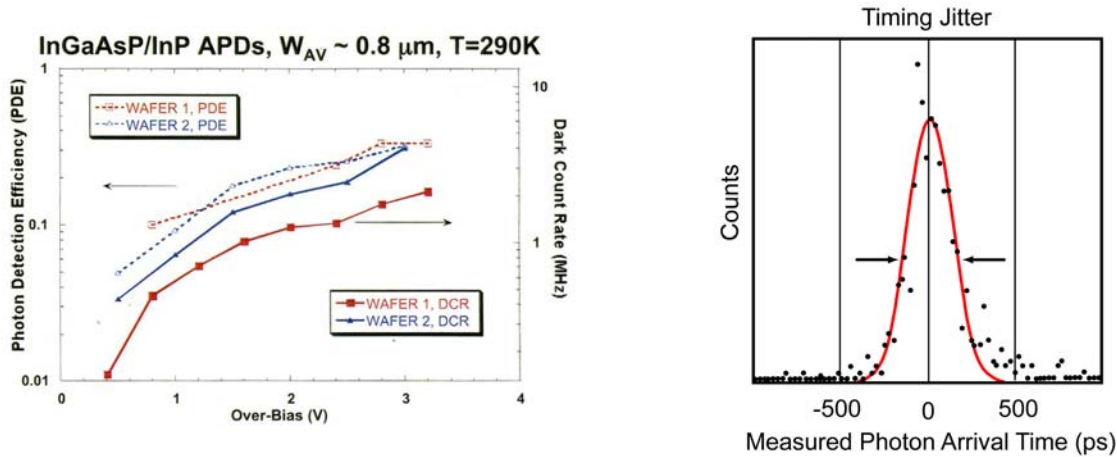 InGaAsP/InP APDs, W_AV ~ 0.8 μm, T=290K
Photon Detection Efficiency (PDE)
1
0.1
0.01
WAFER 1, PDE
WAFER 2, PDE
WAFER 1, DCR
WAFER 2, DCR
0 1 2 3 4
Over-Bias (V)
10
1
Dark Count Rate (MHz)
Timing Jitter
Counts
-500 0 500
Measured Photon Arrival Time (ps)